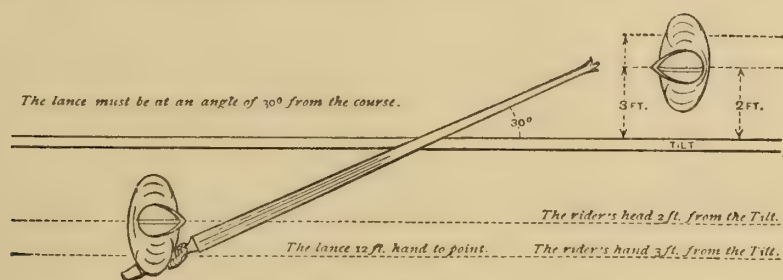 The lance must be at an angle of 30° from the course.
3 FT.
2 FT.
30°
TILT
The rider's head 2 ft. from the Tilt.
The lance 12 ft. hand to point.
The rider's hand 3 ft. from the Tilt.